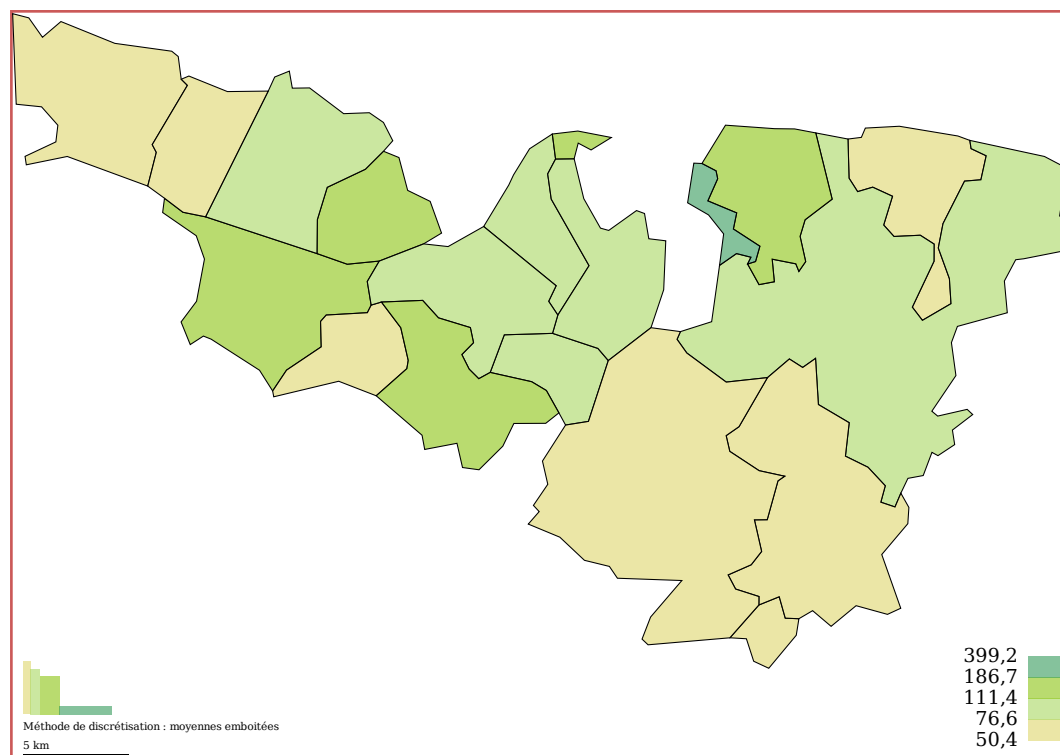 399,2
186,7
111,4
76,6
50,4
Méthode de discrétisation : moyennes emboitées
5 km